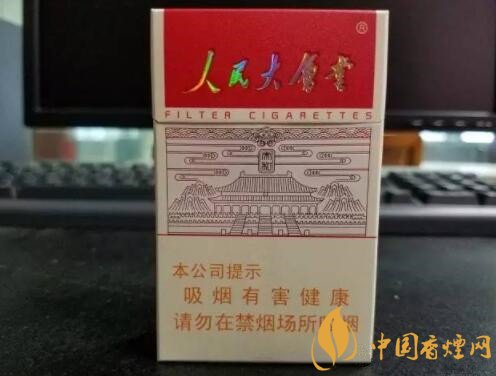 人民大会堂®
FILTER CIGARETTES
本公司提示
吸烟有害健康
请勿在禁烟场所吸烟
中国香烟网